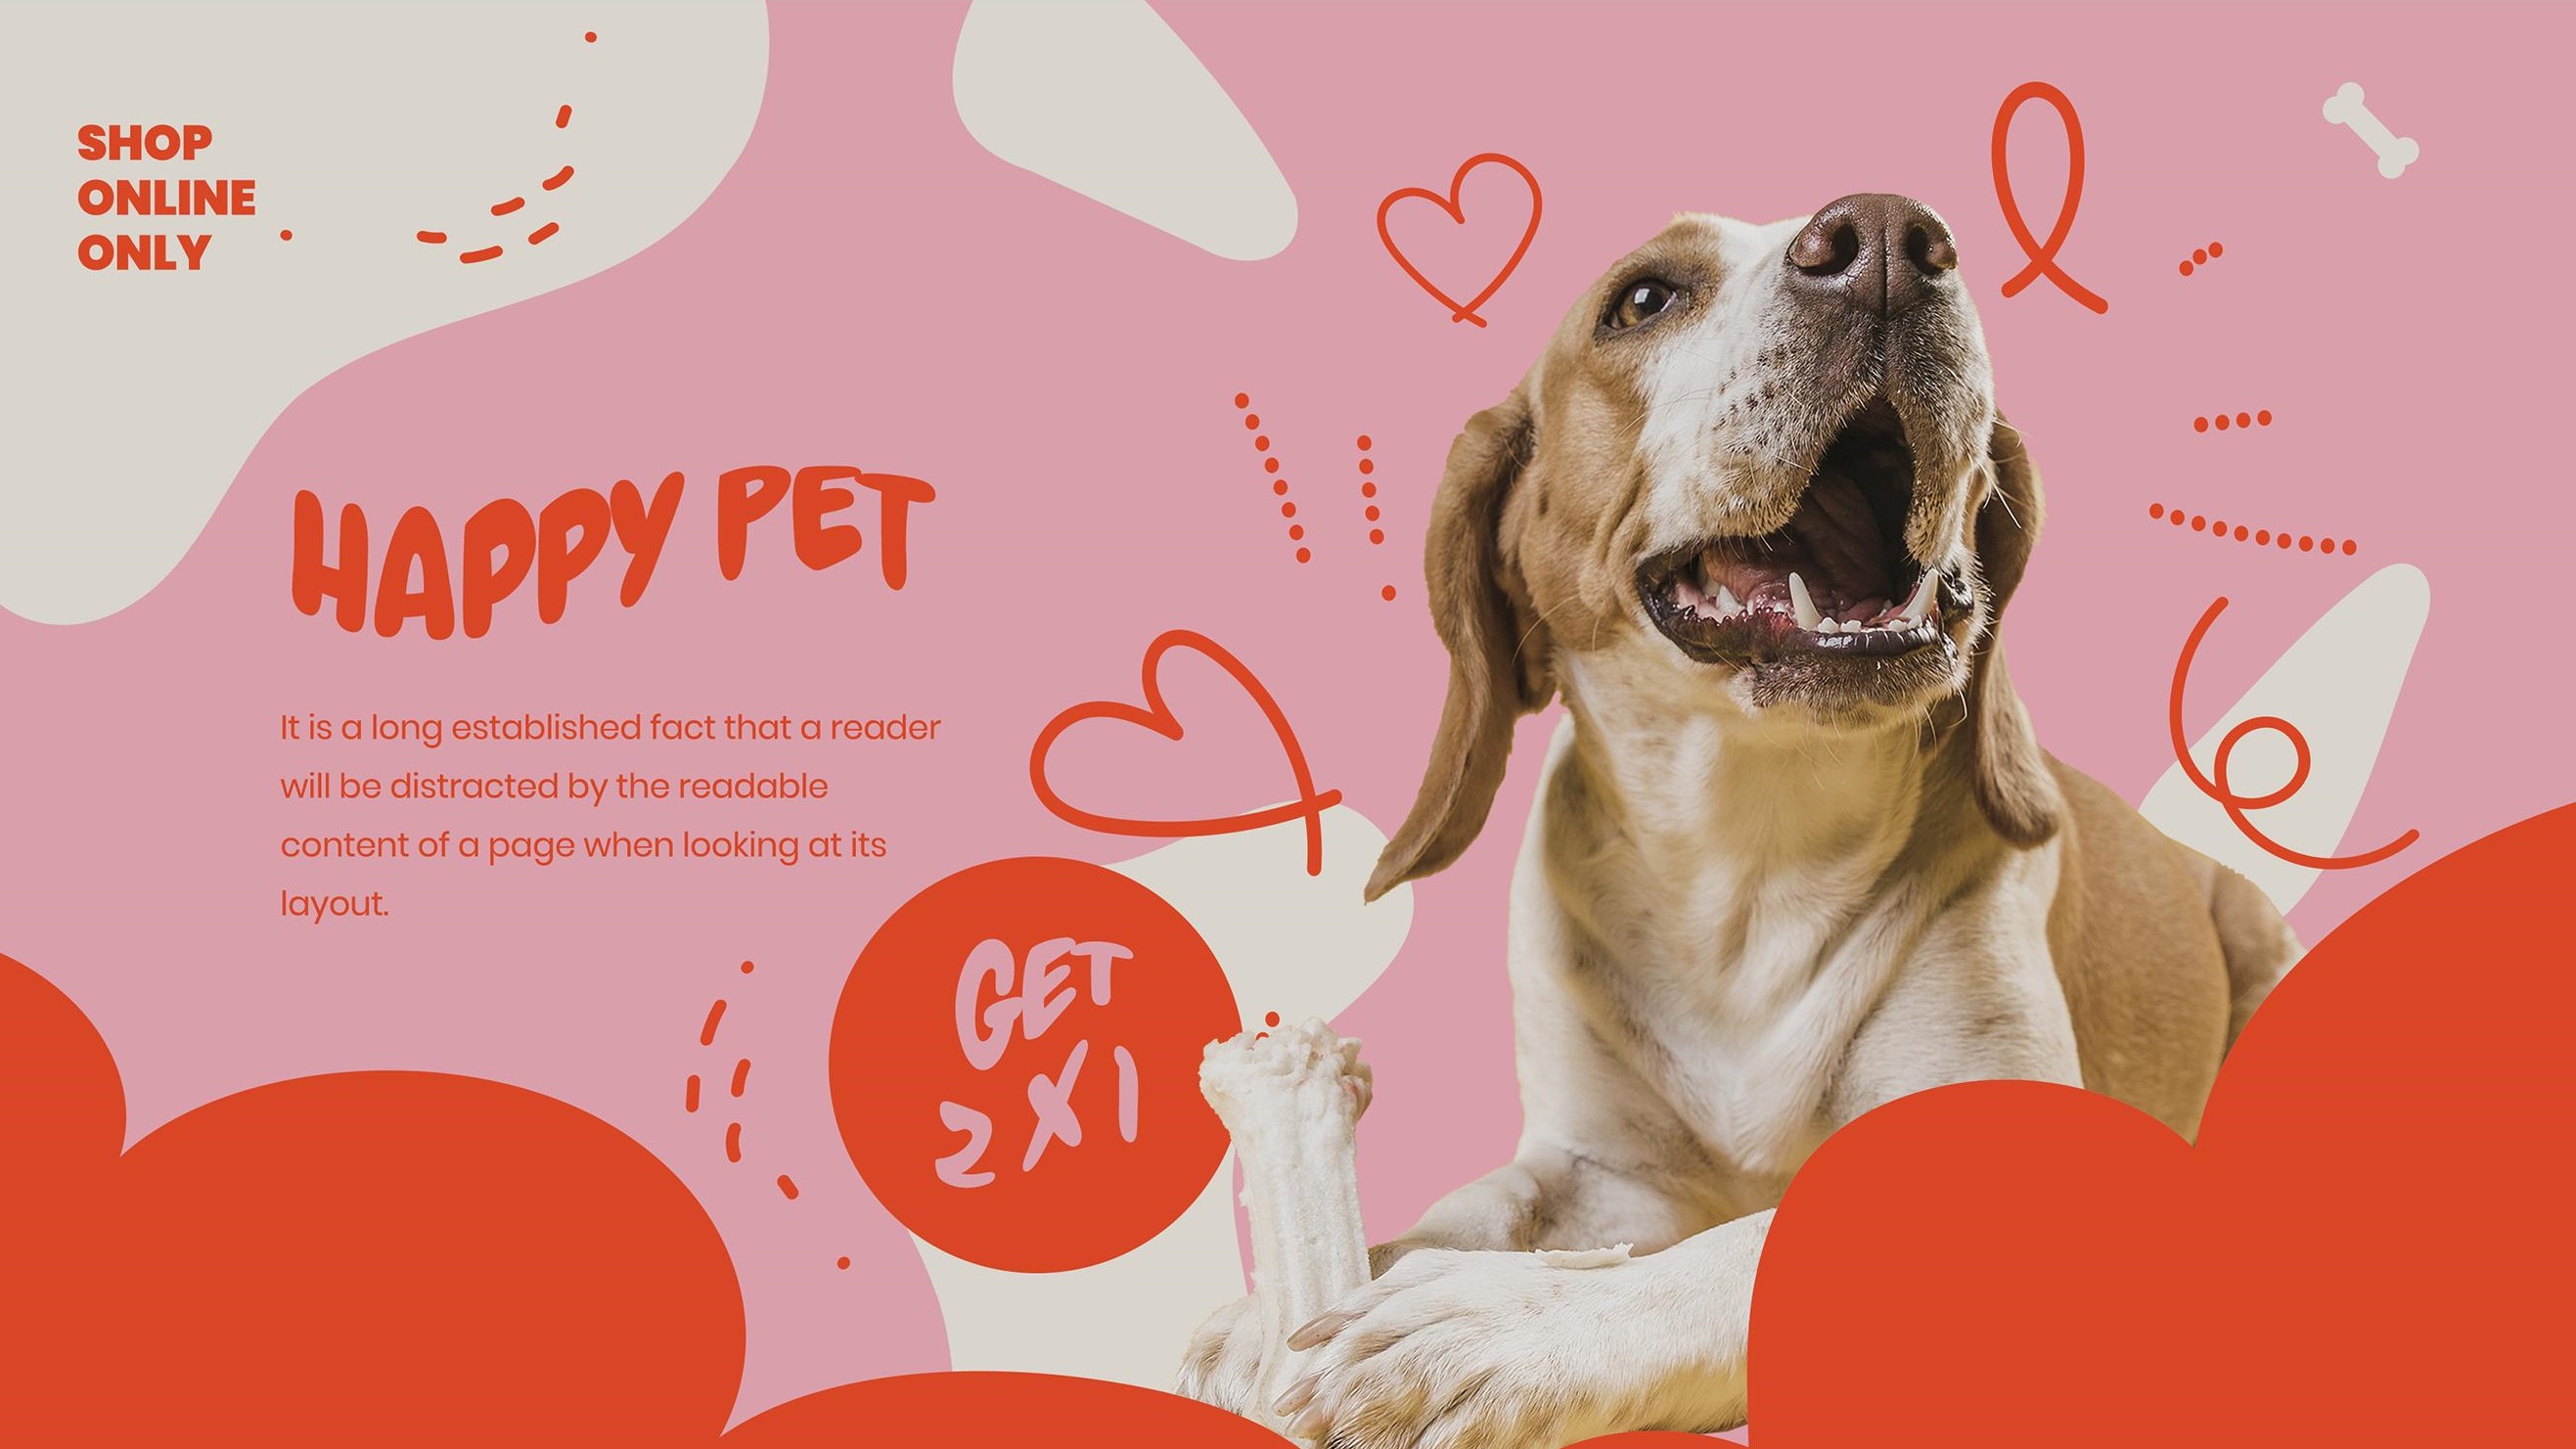 SHOP
ONLINE
ONLY
HAPPY PET
It is a long established fact that a reader
will be distracted by the readable
content of a page when looking at its
layout.
GET
2X1